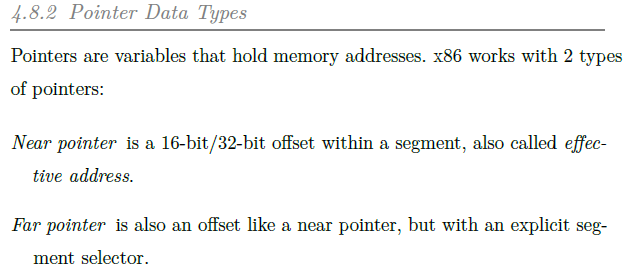 4.8.2 Pointer Data Types
Pointers are variables that hold memory addresses. x86 works with 2 types
of pointers:
Near pointer is a 16-bit/32-bit offset within a segment, also called effec-
tive address.
Far pointer is also an offset like a near pointer, but with an explicit seg-
ment selector.